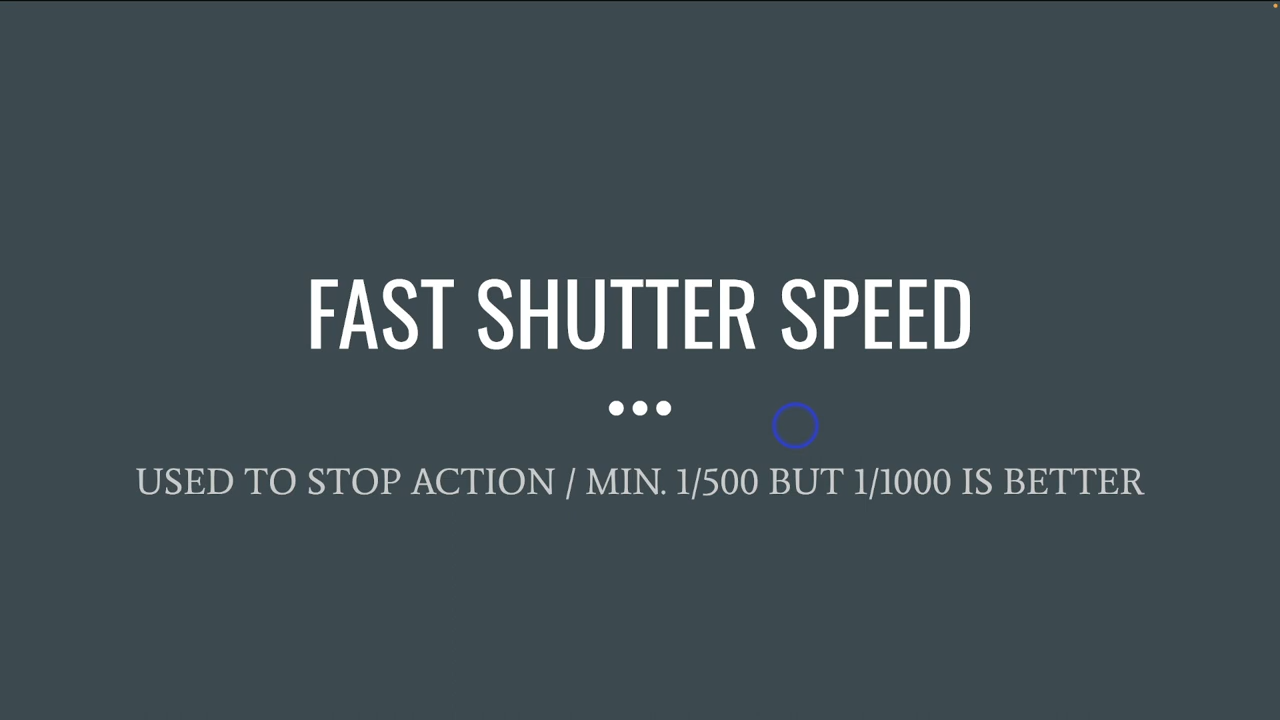 FAST SHUTTER SPEED
USED TO STOP ACTION / MIN. 1/500 BUT 1/1000 IS BETTER